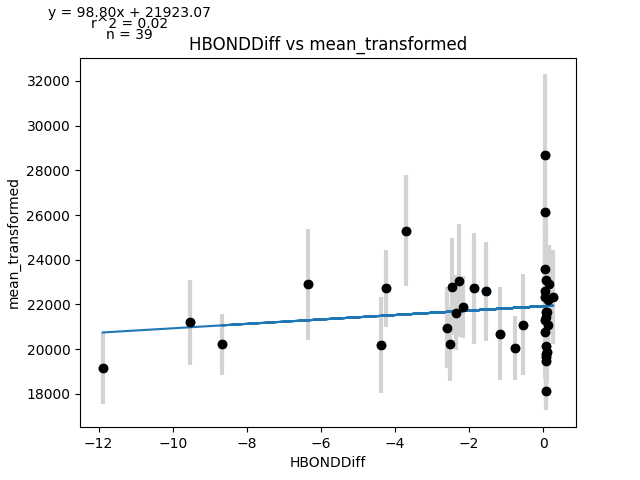 y = 98.80x + 21923.07
r^2 = 0.02
n = 39
HBONDDiff vs mean_transformed
32000
30000
28000
26000
24000
22000
20000
18000
mean_transformed
−12
−10
−8
−6
−4
−2
0
HBONDDiff